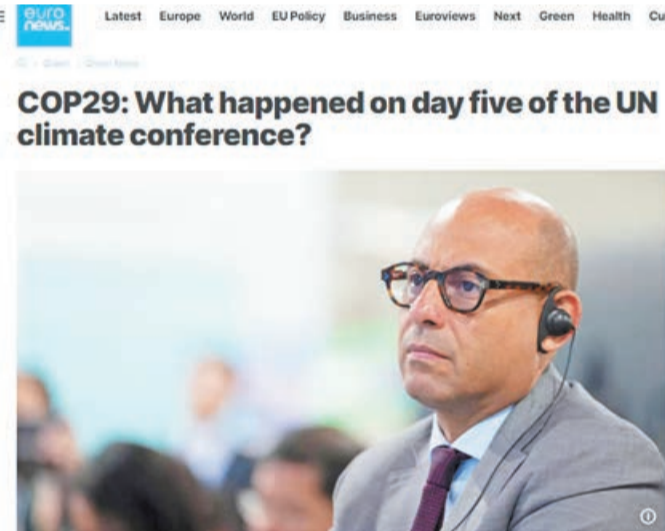 euro
news.
Latest Europe World EU Policy Business Euroviews Next Green Health Cu
COP29: What happened on day five of the UN
climate conference?